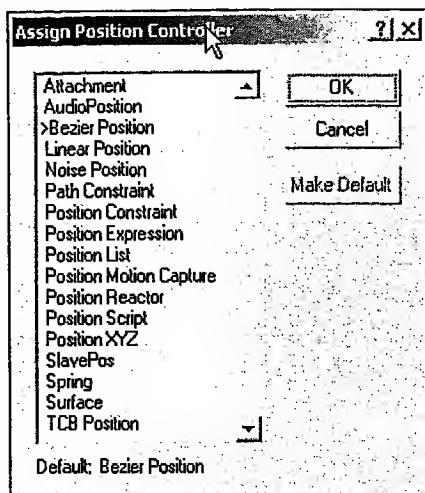 Assign Position Controller ? X
Attachment
AudioPosition
>Bezier Position
Linear Position
Noise Position
Path Constraint
Position Constraint
Position Expression
Position List
Position Motion Capture
Position Reactor
Position Script
Position XYZ
SlavePos
Spring
Surface
TCB Position
OK
Cancel
Make Default
Default: Bezier Position